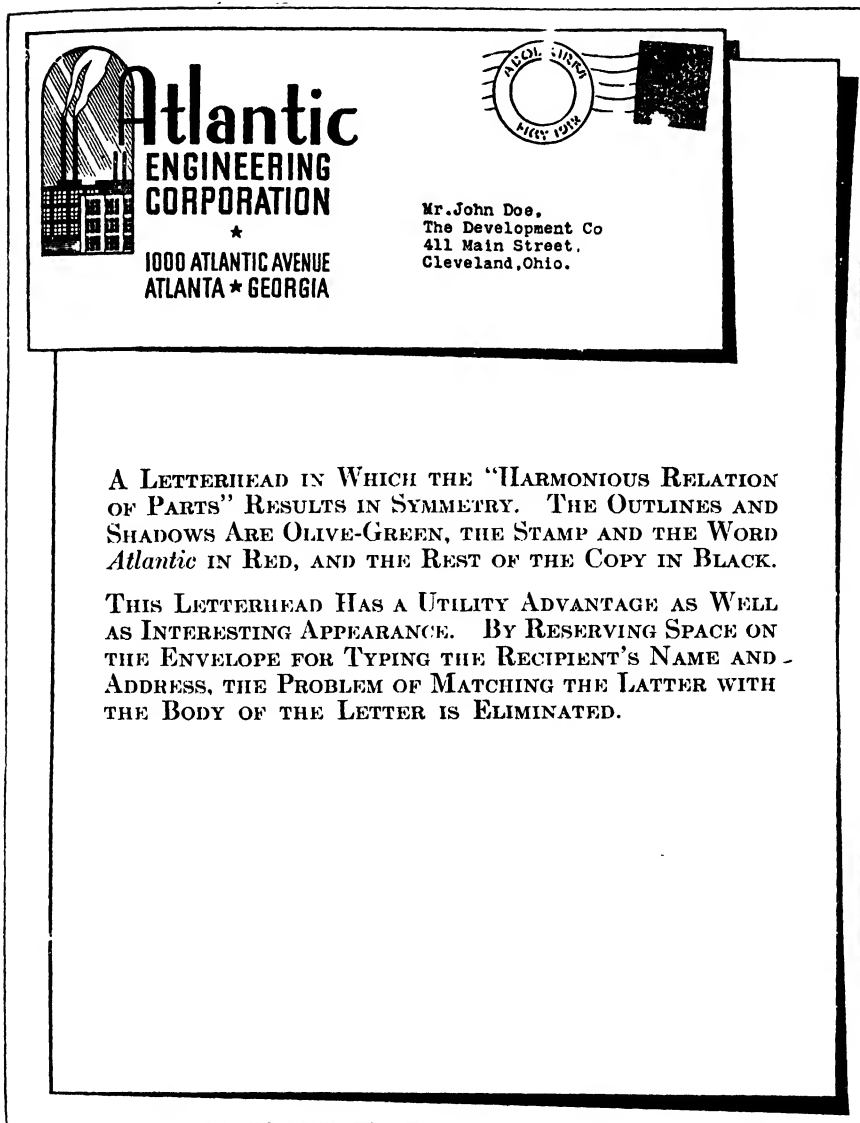 Atlantic
ENGINEERING
CORPORATION
★
1000 ATLANTIC AVENUE
ATLANTA ★ GEORGIA
Mr.John Doe,
The Development Co
411 Main Street,
Cleveland,Ohio.
A LETTERHEAD IN WHICH THE “HARMONIOUS RELATION
OF PARTS” RESULTS IN SYMMETRY. THE OUTLINES AND
SHADOWS ARE OLIVE-GREEN, THE STAMP AND THE WORD
Atlantic IN RED, AND THE REST OF THE COPY IN BLACK.
THIS LETTERHEAD HAS A UTILITY ADVANTAGE AS WELL
AS INTERESTING APPEARANCE. BY RESERVING SPACE ON
THE ENVELOPE FOR TYPING THE RECIPIENT’S NAME AND
ADDRESS, THE PROBLEM OF MATCHING THE LATTER WITH
THE BODY OF THE LETTER IS ELIMINATED.